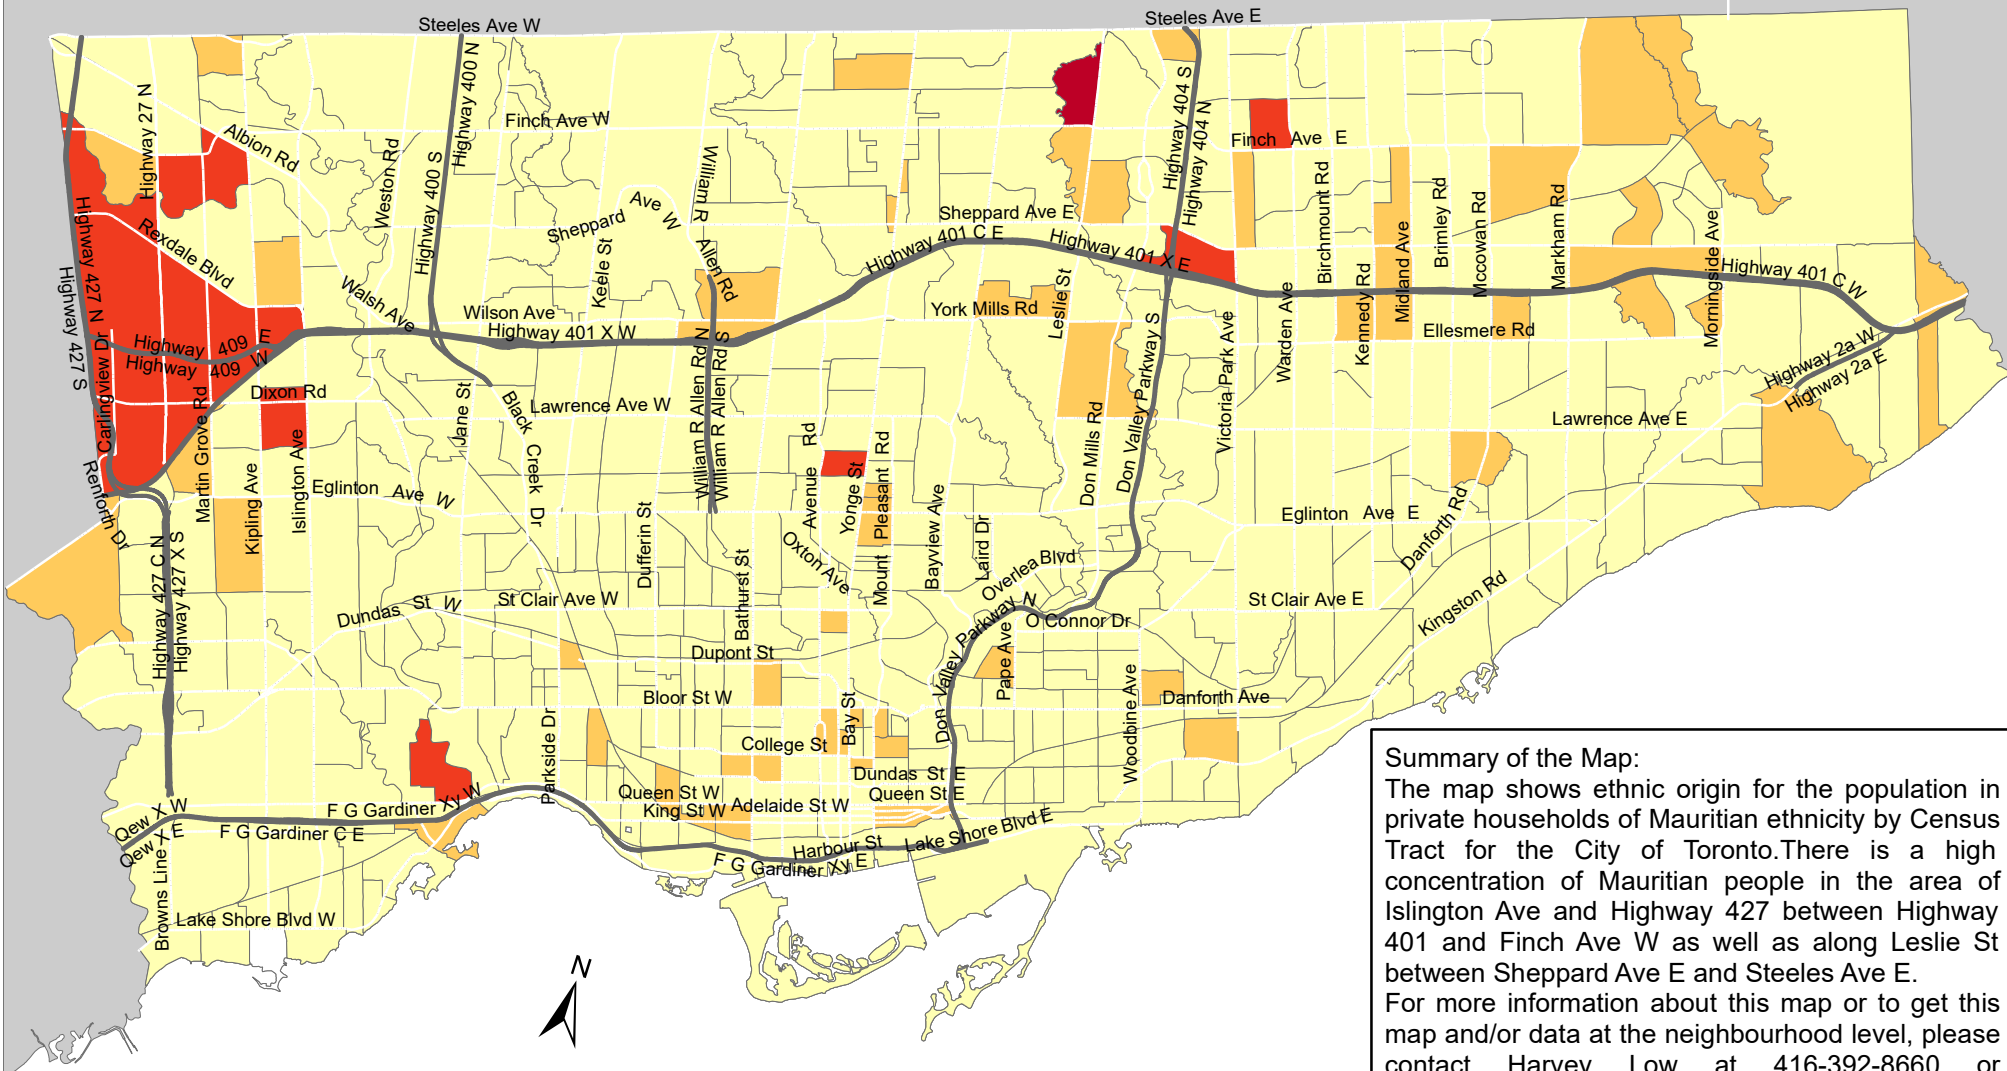 Steeles Ave W
Steeles Ave E
Highway 27 N
Albion Rd
Weston Rd
Highway 400 S
Highway 400 N
Finch Ave W
William R
Allen Rd
Sheppard Ave W
Keele St
Sheppard Ave E
Highway 404 S
Highway 404 N
Finch Ave E
Highway 427 N
Highway 427 S
Rexdale Blvd
Walsh Ave
Wilson Ave
Highway 401 X W
Highway 401 C E
Highway 401 X E
York Mills Rd
Leslie St
Birchmount Rd
Kennedy Rd
Midland Ave
Brimley Rd
Mccowan Rd
Markham Rd
Morningside Ave
Highway 401 C W
Ellesmere Rd
Warden Ave
Victoria Park Ave
Highway 2a W
Highway 2a E
Highway 409 E
Highway 409 W
Carlingview Dr
Martin Grove Rd
Dixon Rd
Renforth Dr
Kipling Ave
Islington Ave
Eglinton Ave W
Jane St
Black Creek Dr
Lawrence Ave W
William R Allen Rd N
William R Allen Rd S
Avenue Rd
Yonge St
Mount Pleasant Rd
Bayview Ave
Laird Dr
Don Mills Rd
Don Valley Parkway S
Lawrence Ave E
Eglinton Ave E
Danforth Rd
Kingston Rd
St Clair Ave E
Highway 427 C N
Highway 427 X S
Dundas St W
St Clair Ave W
Dufferin St
Bathurst St
Oxton Ave
Overlea Blvd
O Connor Dr
Don Valley Parkway N
Pape Ave
Dupont St
Bloor St W
Bay St
College St
Woodbine Ave
Danforth Ave
Parkside Dr
Dundas St E
Queen St E
Queen St W
King St W
Adelaide St W
Qew X W
Qew X E
F G Gardiner Xy W
F G Gardiner C E
Harbour St
Lake Shore Blvd E
F G Gardiner Xy E
Browns Line
Lake Shore Blvd W
N
Summary of the Map:
The map shows ethnic origin for the population in
private households of Mauritian ethnicity by Census
Tract for the City of Toronto.There is a high
concentration of Mauritian people in the area of
Islington Ave and Highway 427 between Highway
401 and Finch Ave W as well as along Leslie St
between Sheppard Ave E and Steeles Ave E.
For more information about this map or to get this
map and/or data at the neighbourhood level, please
contact Harvey Low at 416-392-8660 or